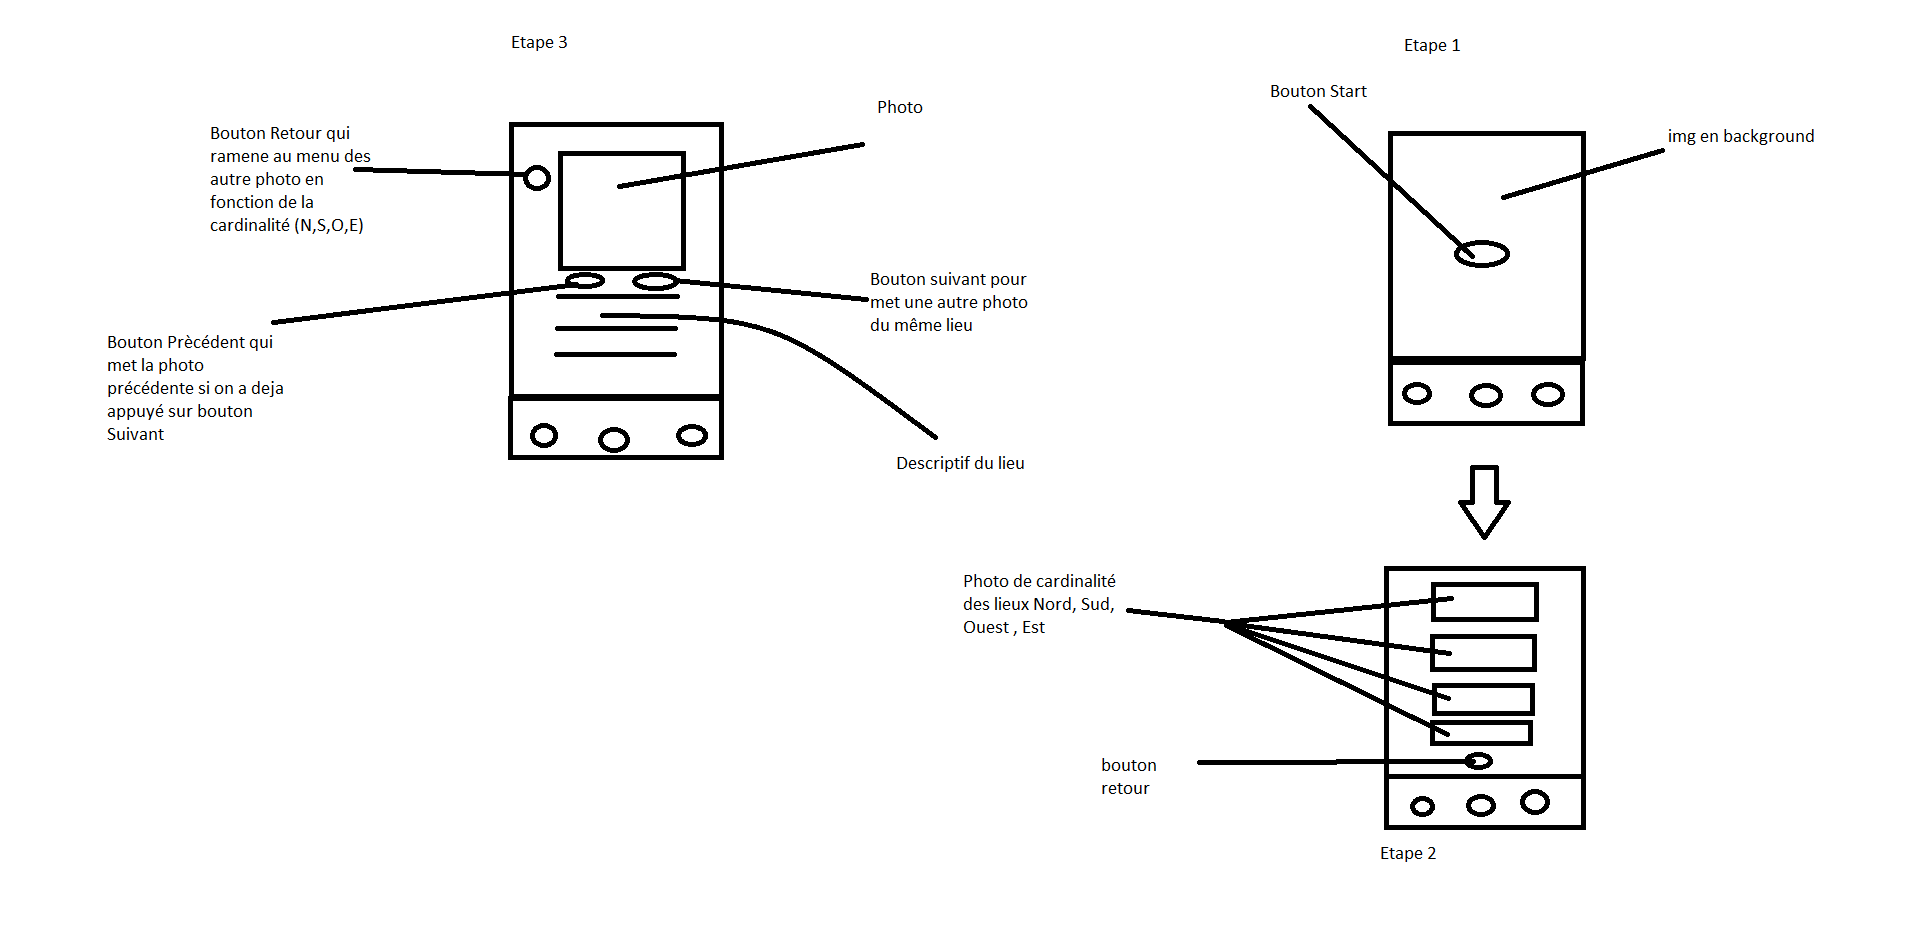 Etape 3
Bouton Retour qui
ramene au menu des
autre photo en
fonction de la
cardinalité (N,S,O,E)
Photo
Bouton Prècédent qui
met la photo
précédente si on a deja
appuyé sur bouton
Suivant
Bouton suivant pour
met une autre photo
du même lieu
Descriptif du lieu
Etape 1
Bouton Start
img en background
Photo de cardinalité
des lieux Nord, Sud,
Ouest , Est
bouton
retour
Etape 2